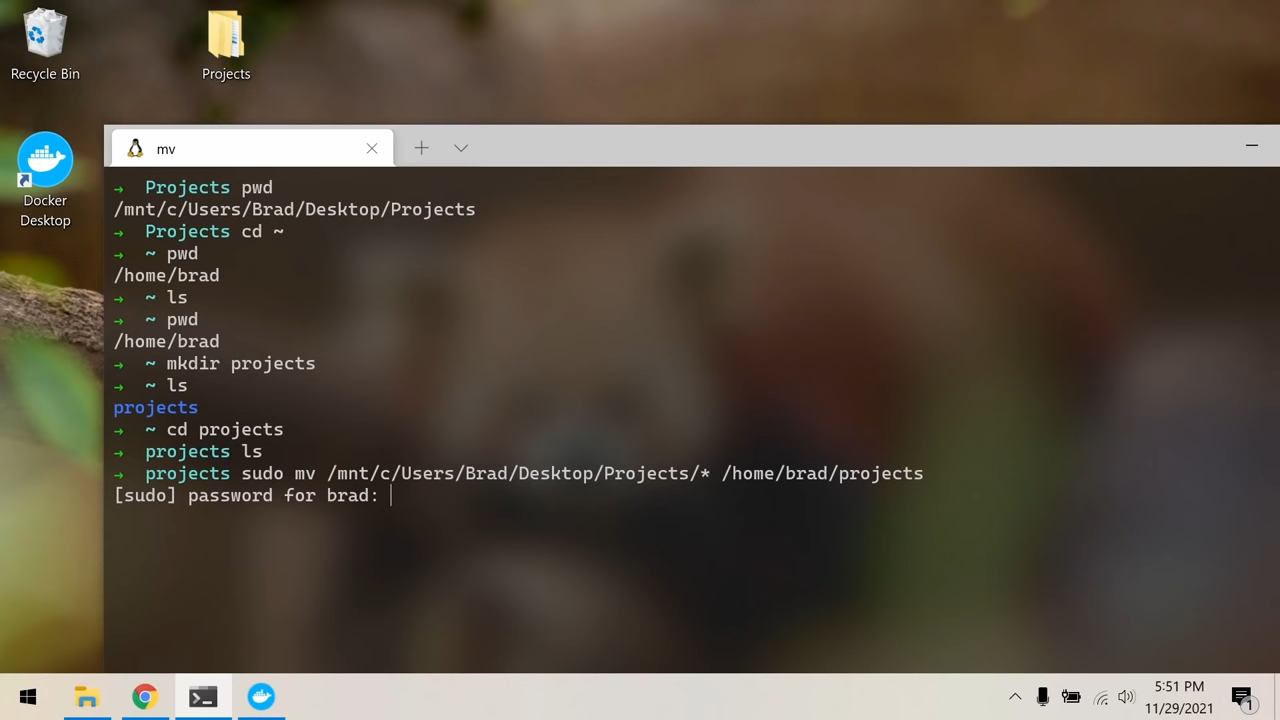 Recycle Bin
Projects
Docker
Desktop
mv
→ Projects pwd
/mnt/c/Users/Brad/Desktop/Projects
→ Projects cd ~
→ ~ pwd
/home/brad
→ ~ ls
→ ~ pwd
/home/brad
→ ~ mkdir projects
→ ~ ls
projects
→ ~ cd projects
→ projects ls
→ projects sudo mv /mnt/c/Users/Brad/Desktop/Projects/* /home/brad/projects
[sudo] password for brad:
5:51 PM
11/29/2021
1